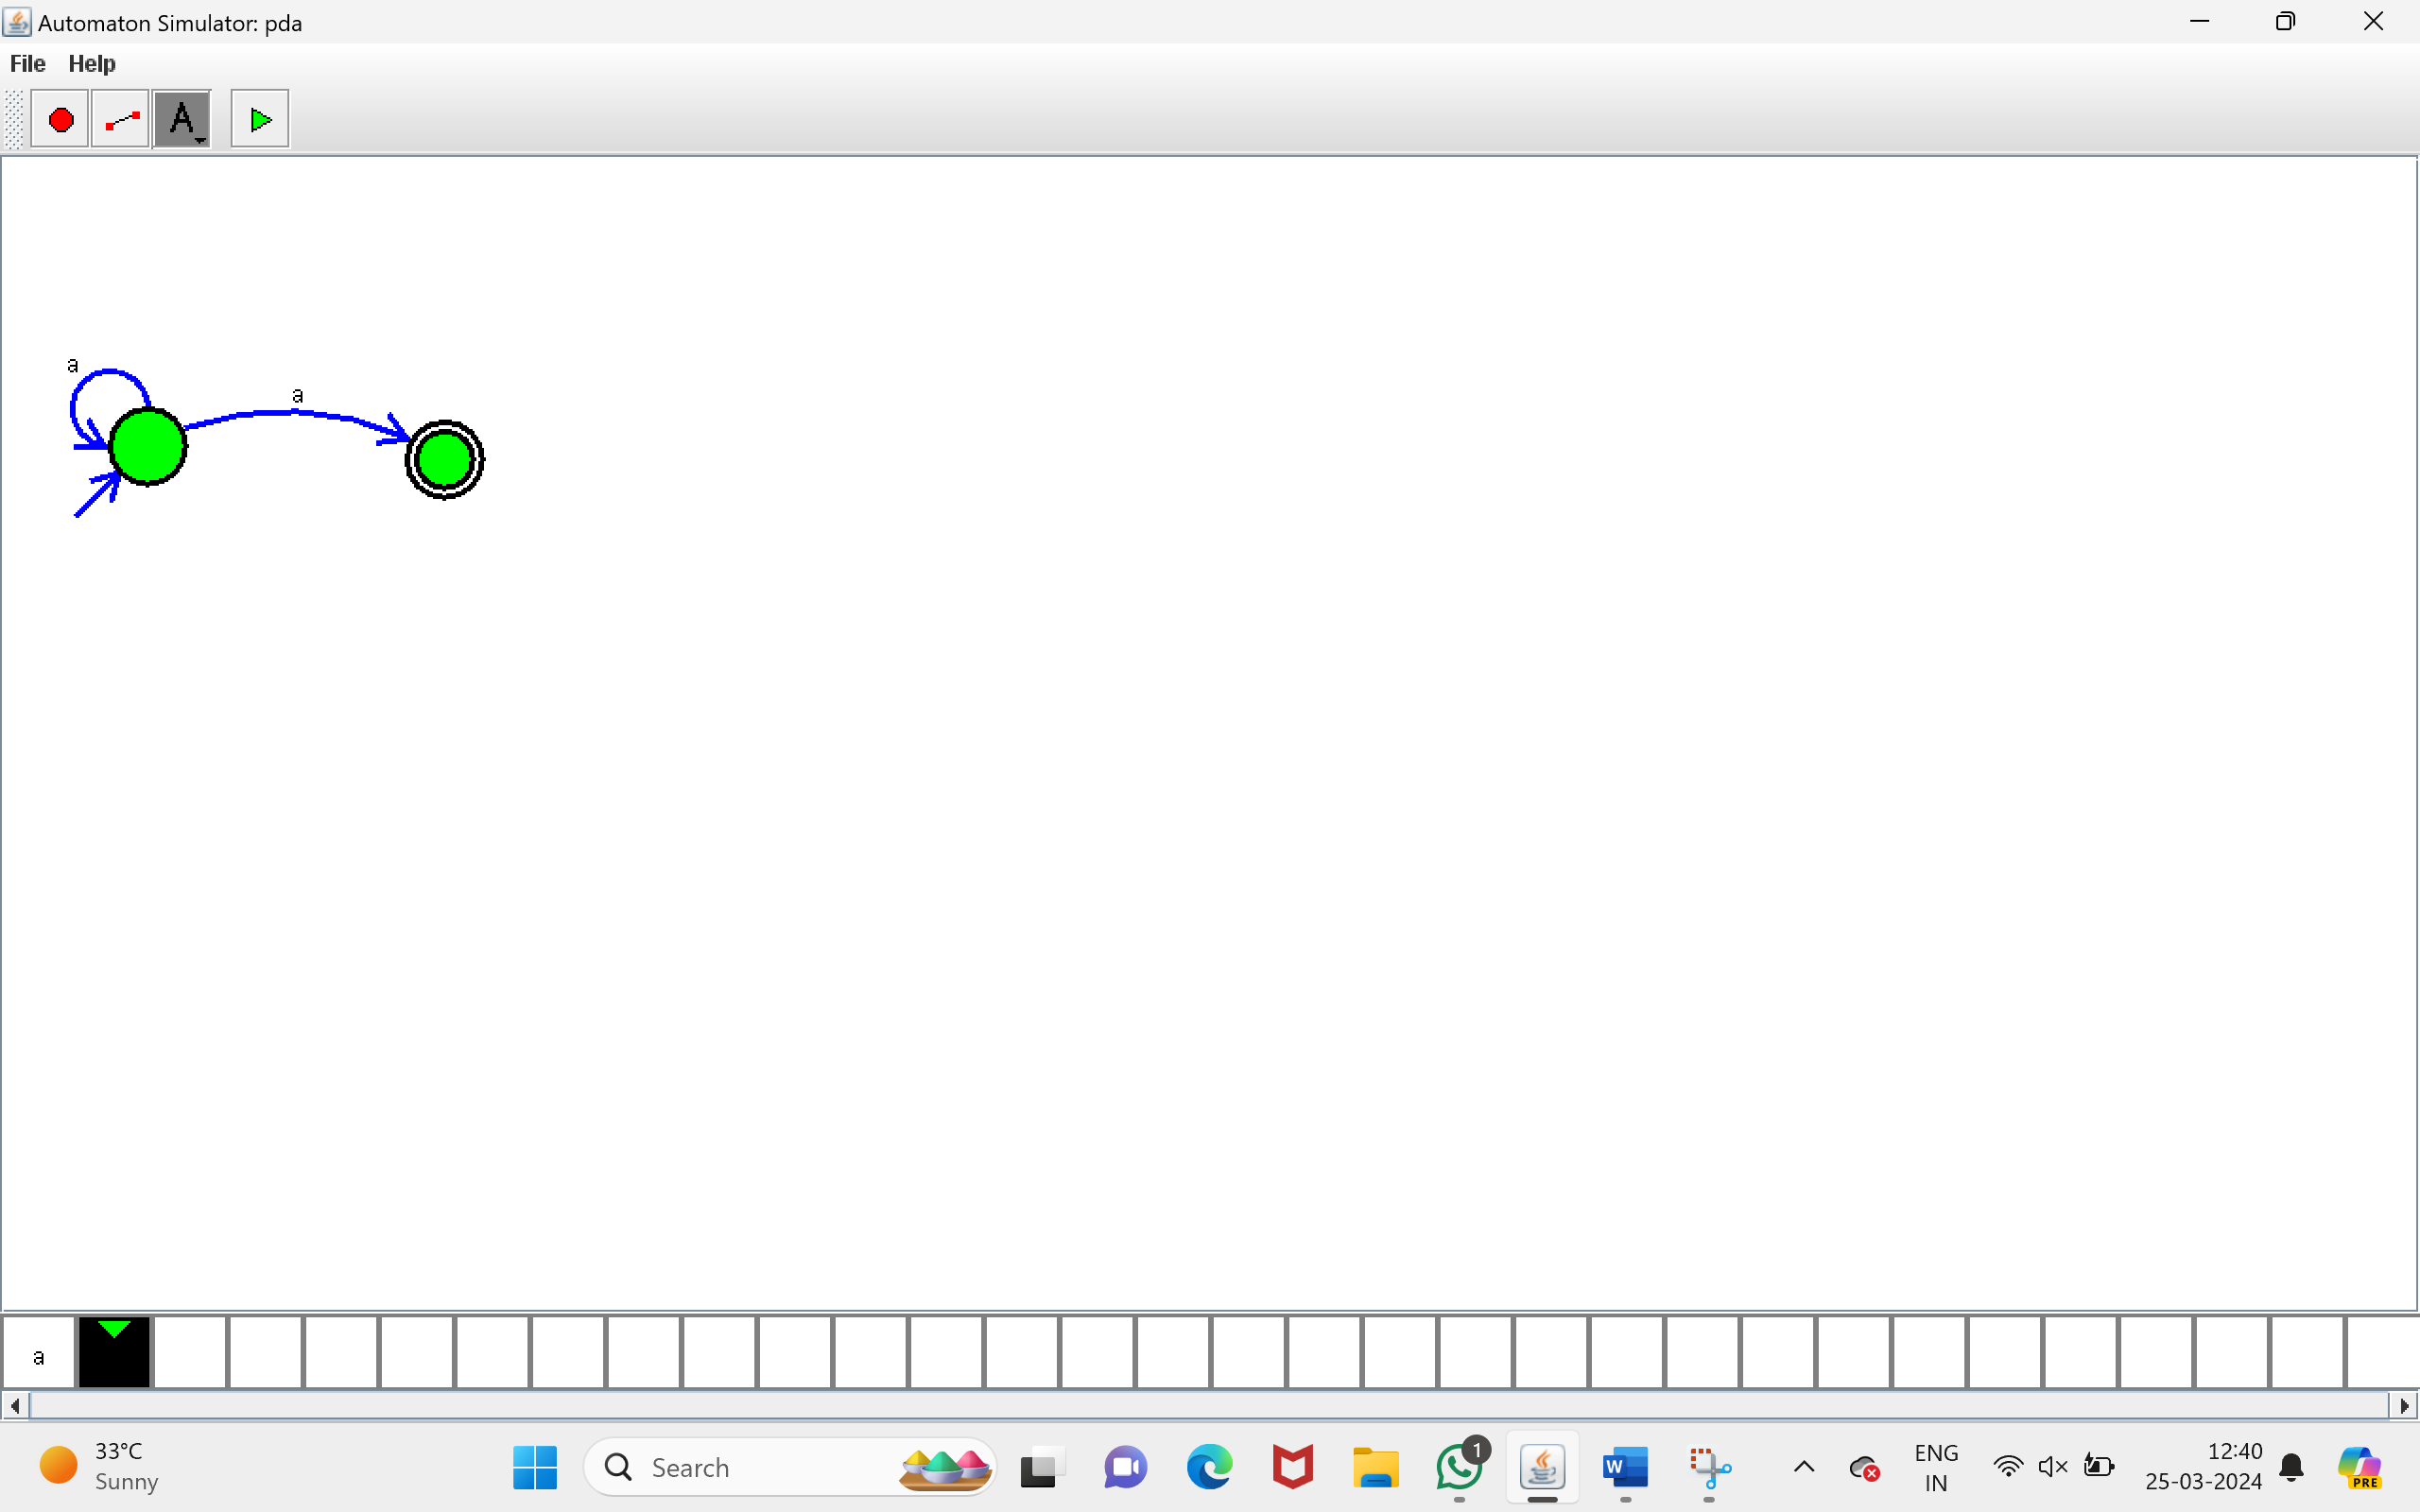 Automaton Simulator: pda
File Help
A
a
a
a
33°C
Sunny
Search
1
W
ENG
IN
12:40
25-03-2024
PRE